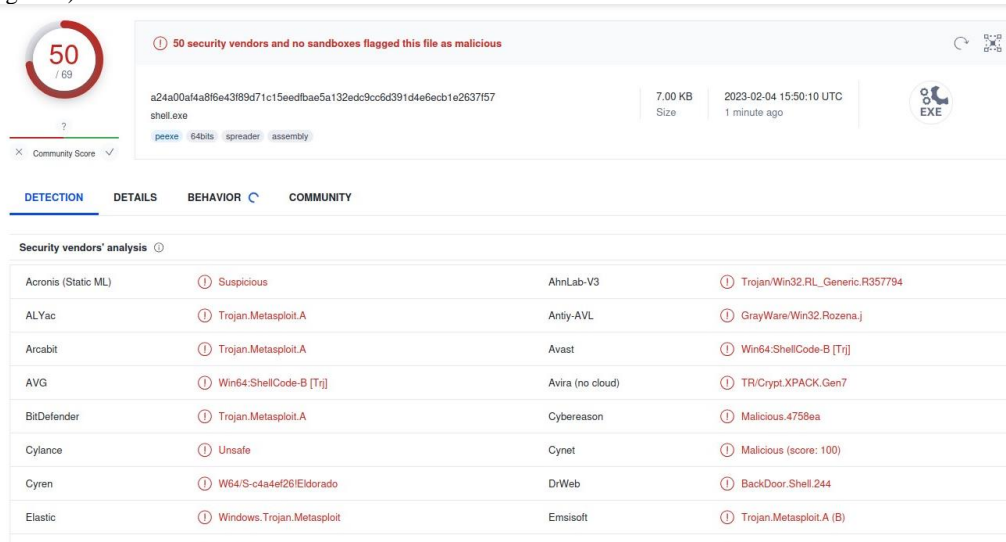 50
/ 69
?
Community Score
50 security vendors and no sandboxes flagged this file as malicious
a24a00af4a8f6e43f89d71c15eedfbae5a132edc9cc6d391d4e6ecb1e2637f57
shell.exe
peexe 64bits spreader assembly
7.00 KB
Size
2023-02-04 15:50:10 UTC
1 minute ago
EXE
DETECTION DETAILS BEHAVIOR COMMUNITY
Security vendors' analysis
Acronis (Static ML) Suspicious AhnLab-V3 Trojan/Win32.RL_Generic.R357794
ALYac Trojan.Metasploit.A Antiy-AVL GrayWare/Win32.Rozena.j
Arcabit Trojan.Metasploit.A Avast Win64:ShellCode-B [Trj]
AVG Win64:ShellCode-B [Trj] Avira (no cloud) TR/Crypt.XPACK.Gen7
BitDefender Trojan.Metasploit.A Cybereason Malicious.4758ea
Cylance Unsafe Cynet Malicious (score: 100)
Cyren W64/S-c4a4ef26!Eldorado DrWeb BackDoor.Shell.244
Elastic Windows.Trojan.Metasploit Emsisoft Trojan.Metasploit.A (B)